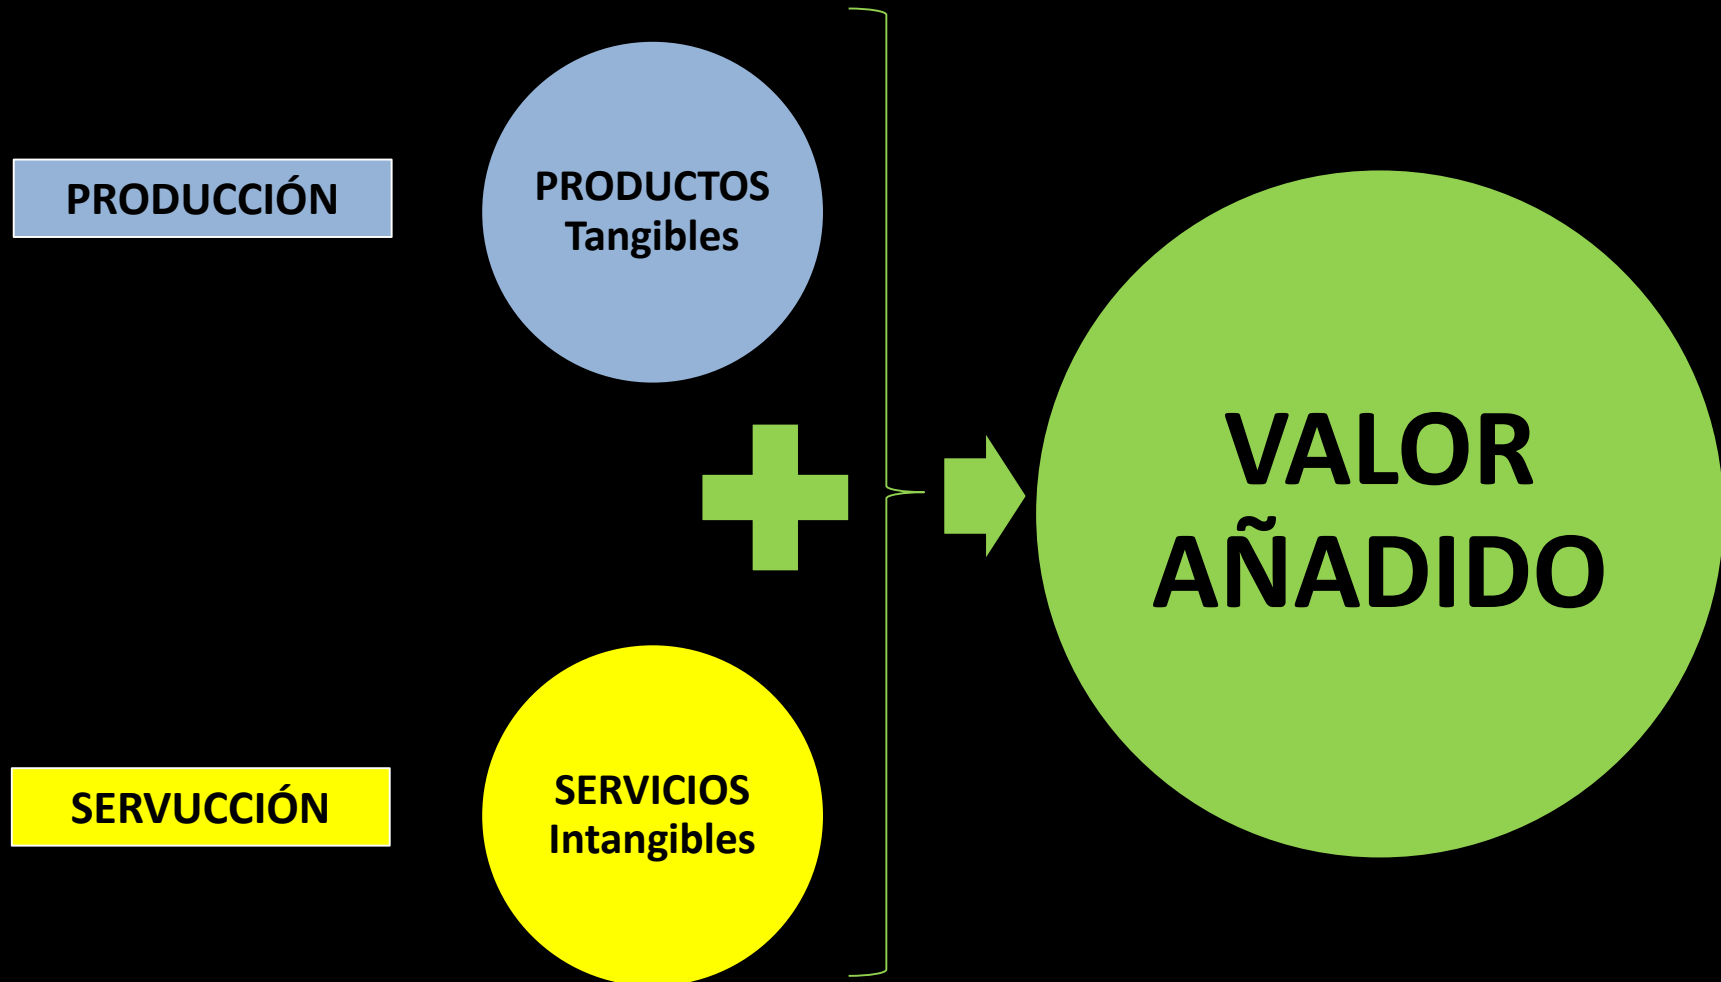 PRODUCCIÓN
PRODUCTOS
Tangibles
VALOR
AÑADIDO
SERVUCCIÓN
SERVICIOS
Intangibles